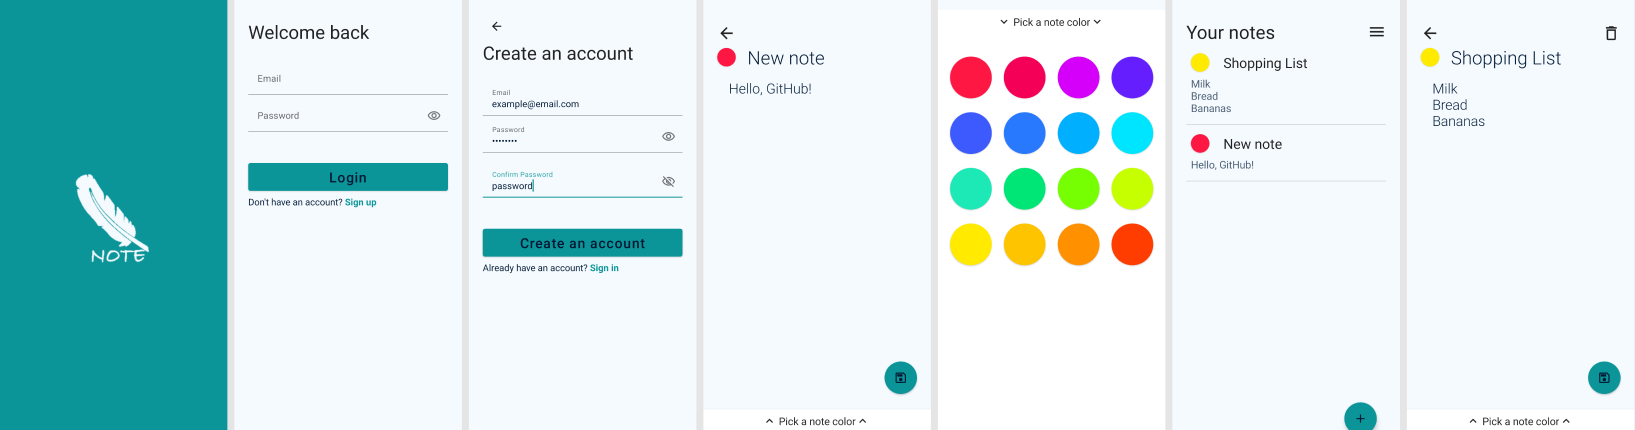 NOTE
Welcome back
Email
Password
Login
Don't have an account? Sign up
Create an account
Email
example@email.com
Password
••••••••
Confirm Password
password
Create an account
Already have an account? Sign in
New note
Hello, GitHub!
Pick a note color
Pick a note color
Your notes
Shopping List
Milk
Bread
Bananas
New note
Hello, GitHub!
Shopping List
Milk
Bread
Bananas
Pick a note color